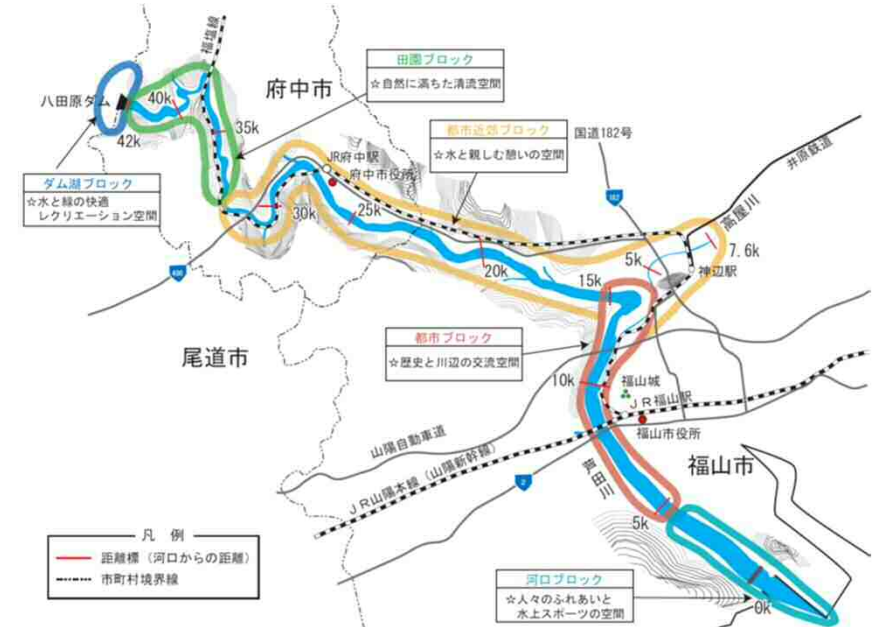 福塩線
田園ブロック
☆自然に満ちた清流空間
府中市
八田原ダム
40k
42k
35k
ダム湖ブロック
☆水と緑の快適
レクリエーション空間
都市近郊ブロック
☆水と親しむ憩いの空間
国道182号
井原鉄道
JR府中駅
府中市役所
182
高屋川
30k
25k
20k
15k
5k
7.6k
神辺駅
486
尾道市
都市ブロック
☆歴史と川辺の交流空間
10k
福山城
JR福山駅
福山市役所
山陽自動車道
JR山陽本線(山陽新幹線)
2
芦田川
福山市
5k
凡 例
距離標(河口からの距離)
市町村境界線
河口ブロック
☆人々のふれあいと
水上スポーツの空間
0k